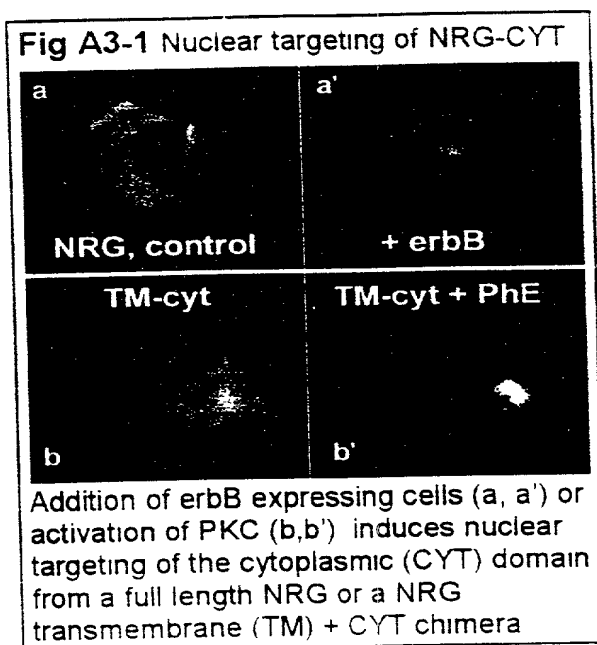 Fig A3-1 Nuclear targeting of NRG-CYT
a
a'
NRG, control
+ erbB
TM-cyt
TM-cyt + PhE
b
b'
Addition of erbB expressing cells (a, a') or
activation of PKC (b,b') induces nuclear
targeting of the cytoplasmic (CYT) domain
from a full length NRG or a NRG
transmembrane (TM) + CYT chimera